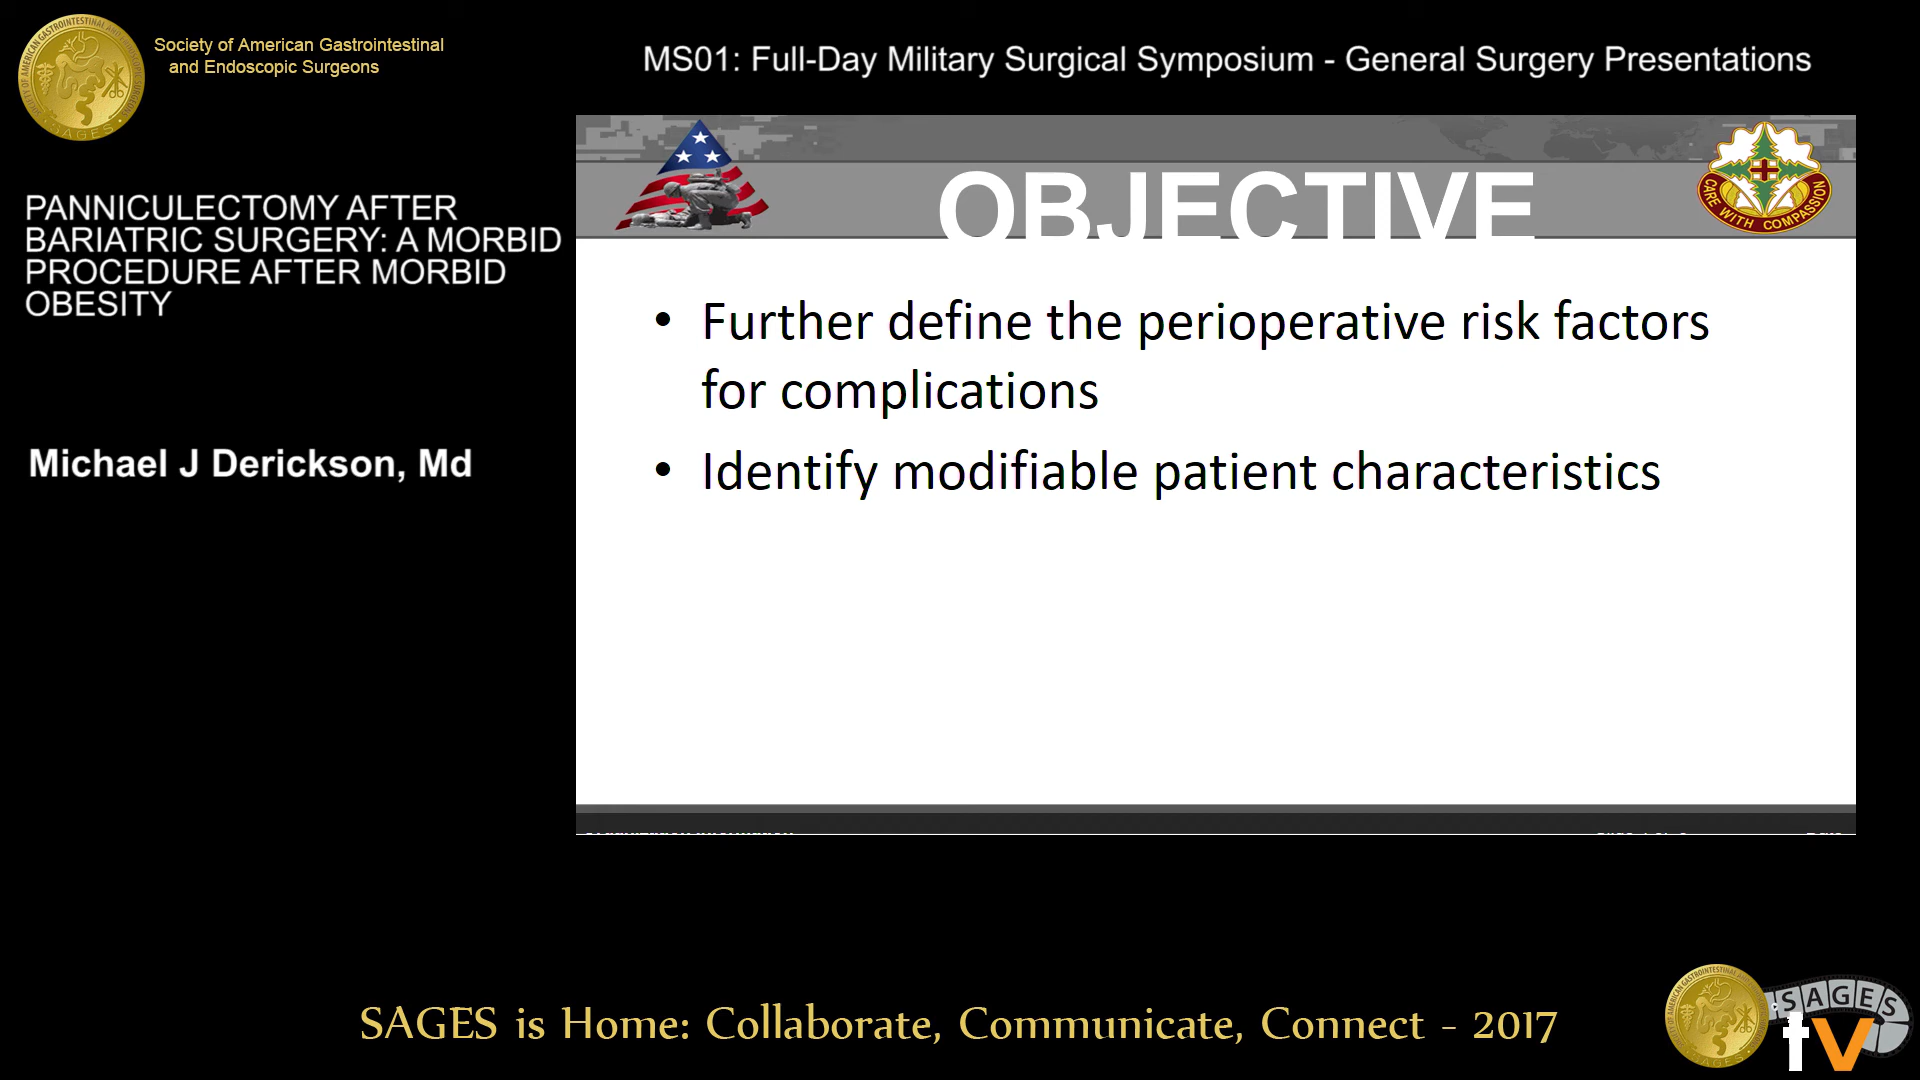 Society of American Gastrointestinal
and Endoscopic Surgeons
MS01: Full-Day Military Surgical Symposium - General Surgery Presentations
PANNICULECTOMY AFTER
BARIATRIC SURGERY: A MORBID
PROCEDURE AFTER MORBID
OBESITY
Michael J Derickson, Md
OBJECTIVE
CARE WITH COMPASSION
• Further define the perioperative risk factors
for complications
• Identify modifiable patient characteristics
SAGES is Home: Collaborate, Communicate, Connect - 2017
SAGES
tv